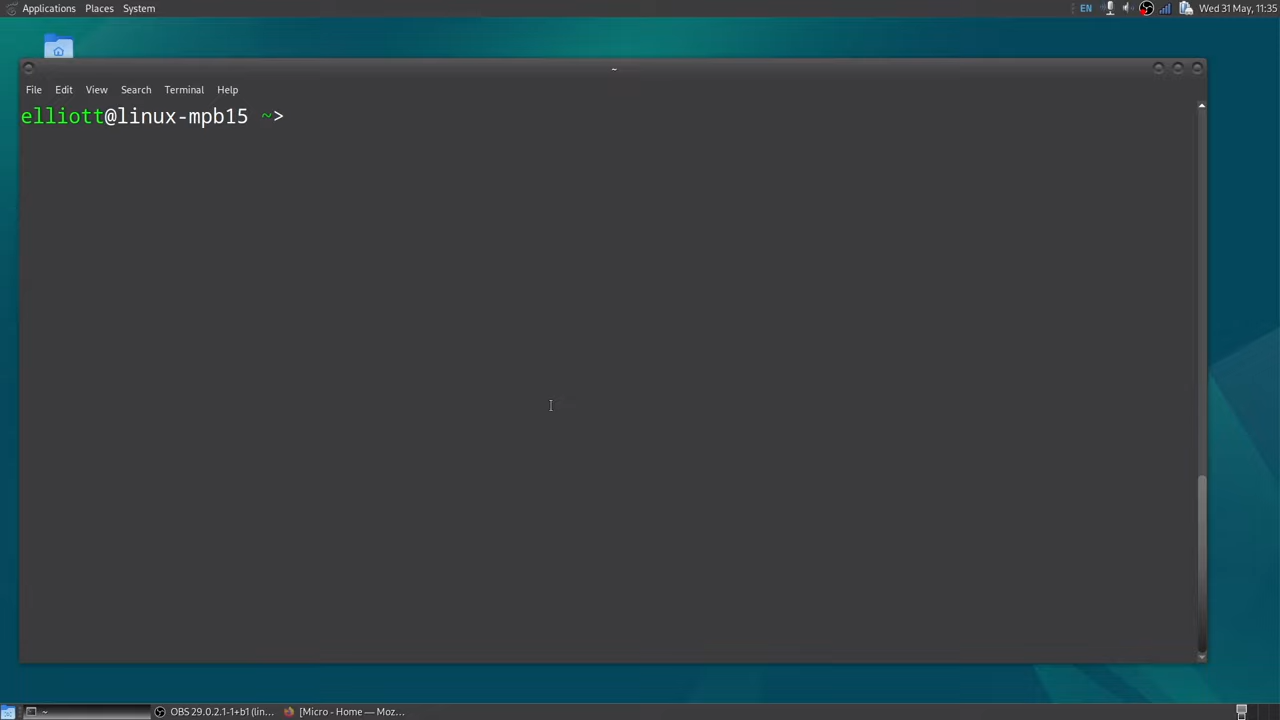 Applications Places System EN Wed 31 May, 11:35
~
File Edit View Search Terminal Help
elliott@linux-mpb15 ~>
~ OBS 29.0.2.1-1+b1 (lin... [Micro - Home — Moz...